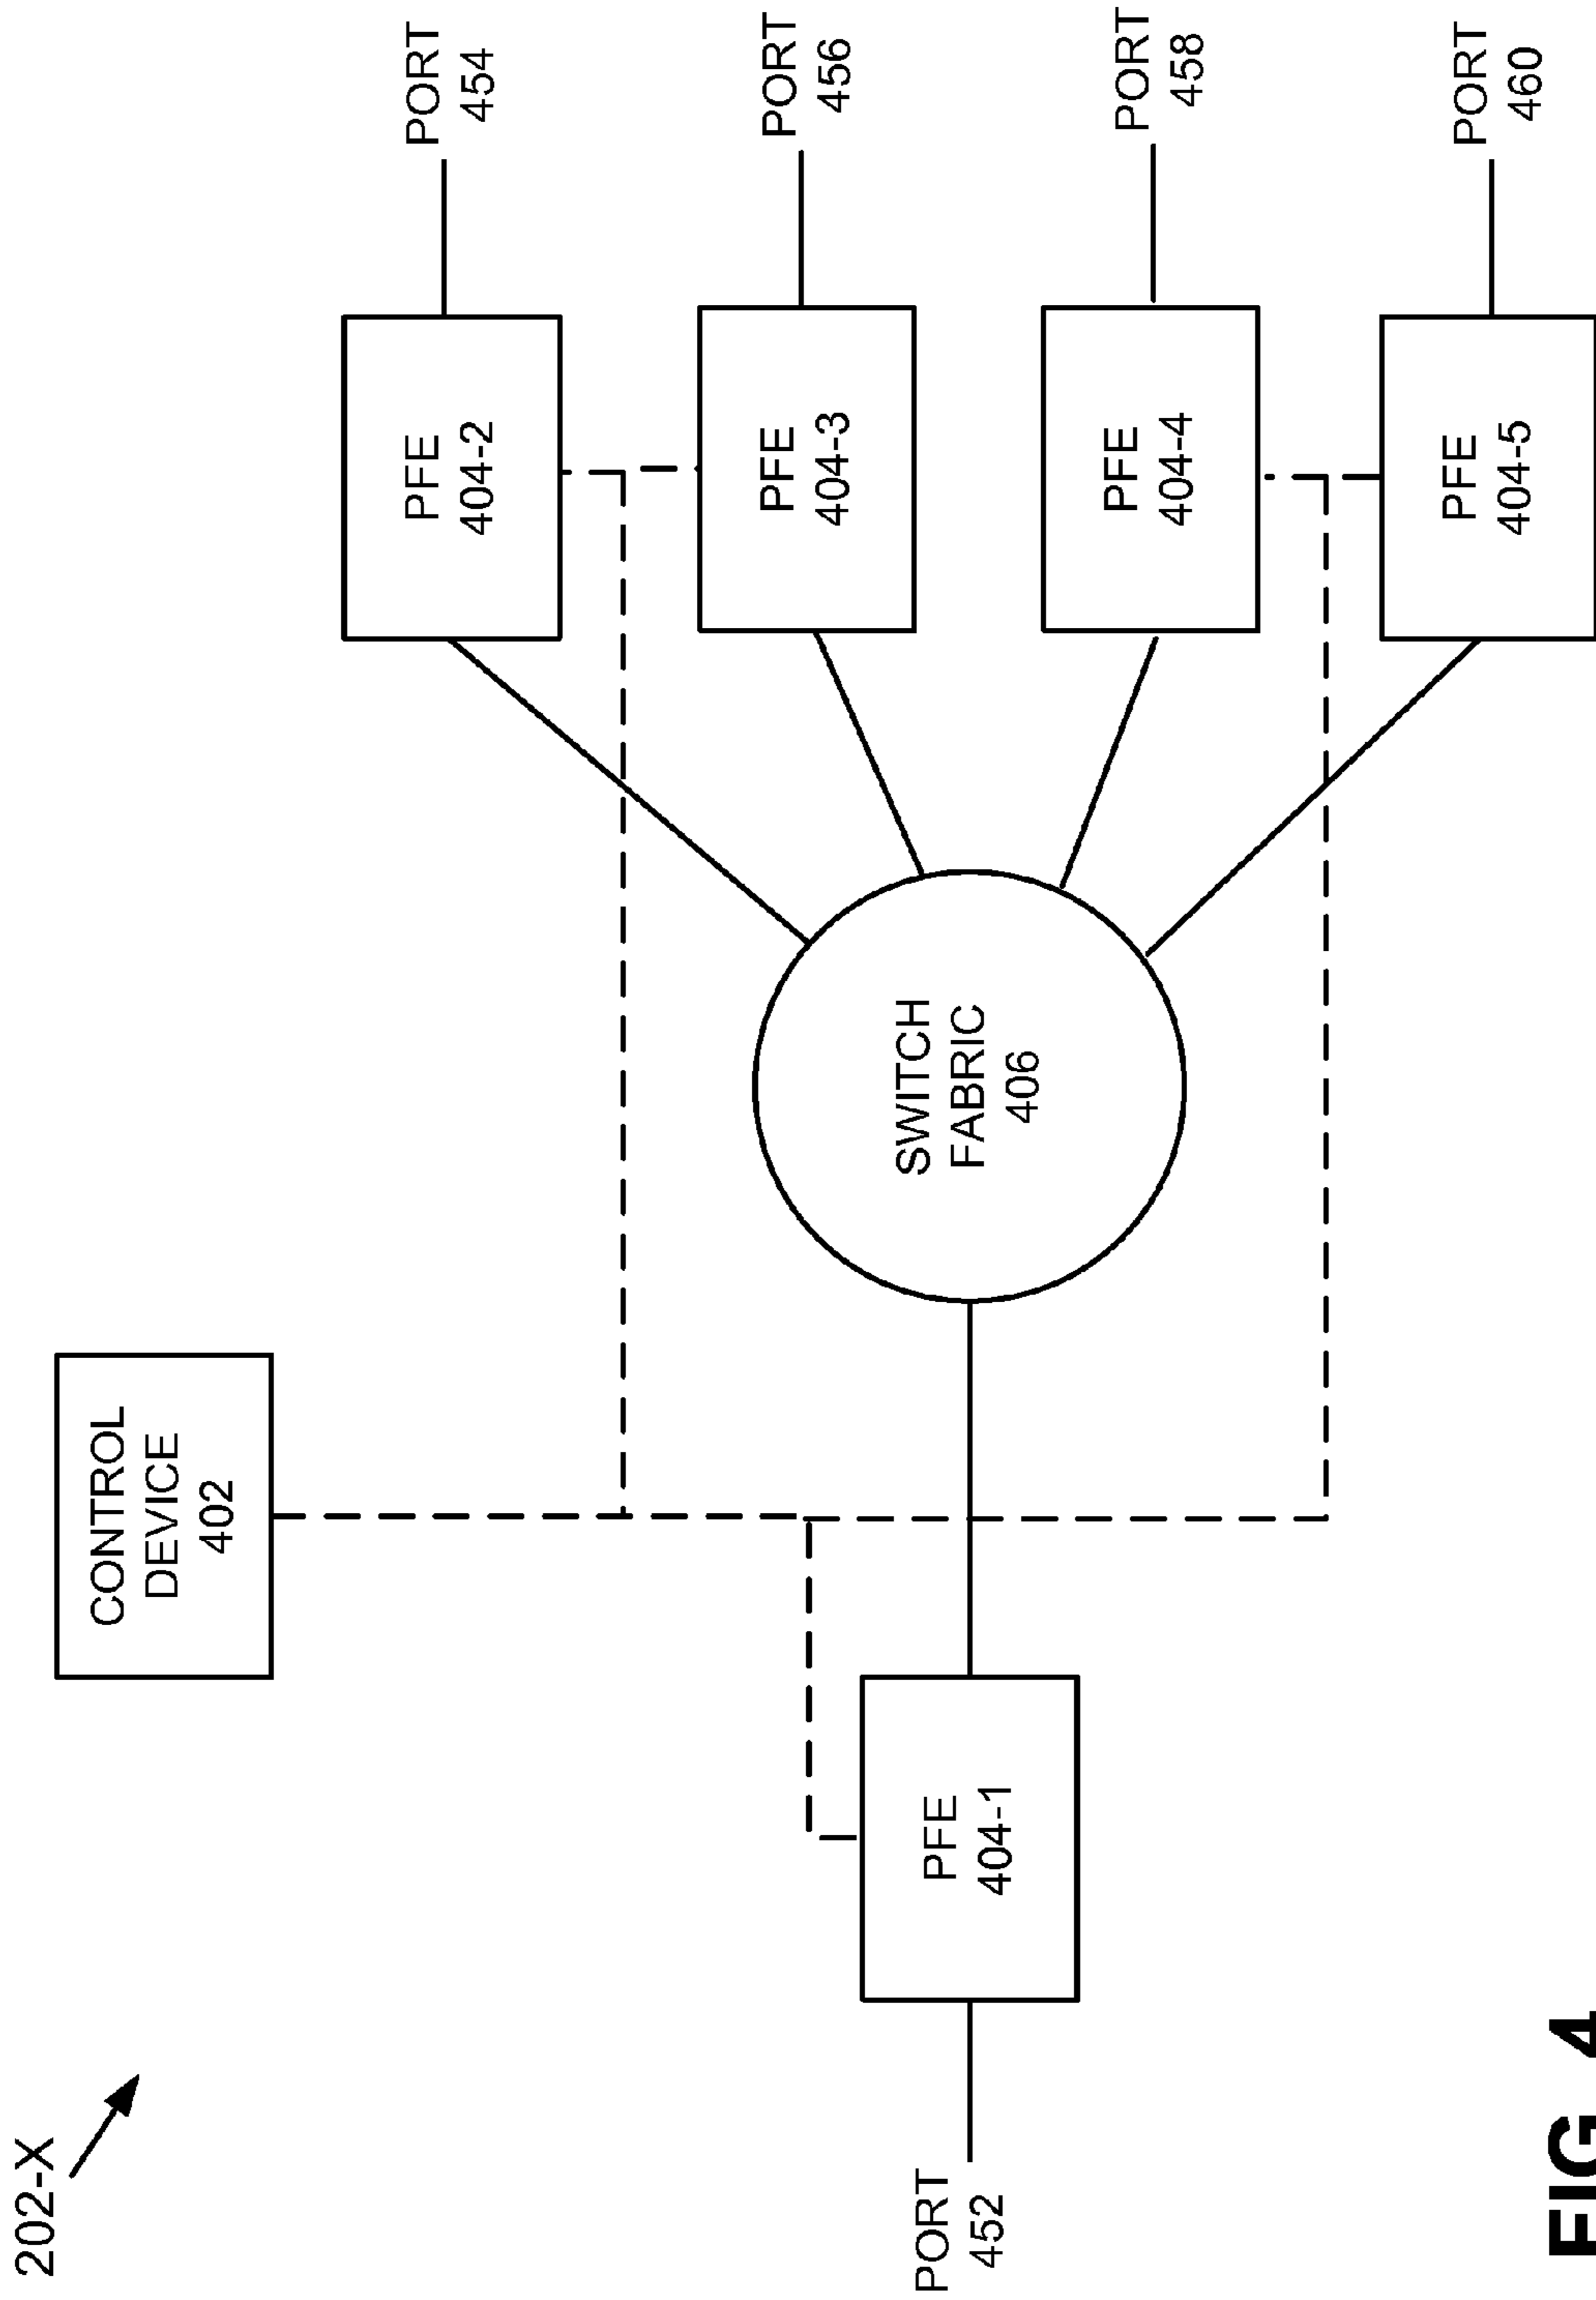 202-X
CONTROL
DEVICE
402
PFE
404-2
PORT
454
PFE
404-3
PORT
456
SWITCH
FABRIC
406
PORT
452
PFE
404-1
PFE
404-4
PORT
458
PFE
404-5
PORT
460
FIG. 4